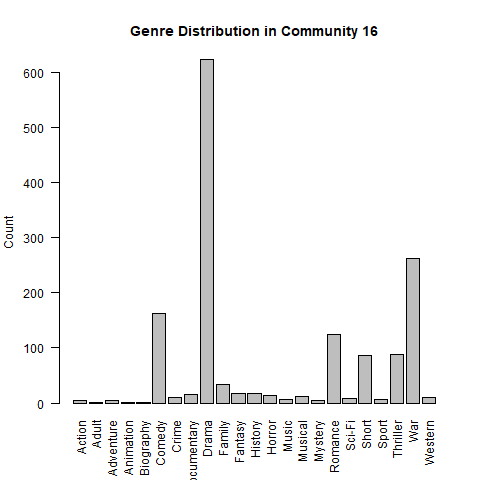 Genre Distribution in Community 16
Count
600
500
400
300
200
100
0
Action
Adult
Adventure
Animation
Biography
Comedy
Crime
ocumentary
Drama
Family
Fantasy
History
Horror
Music
Musical
Mystery
Romance
Sci-Fi
Short
Sport
Thriller
War
Western